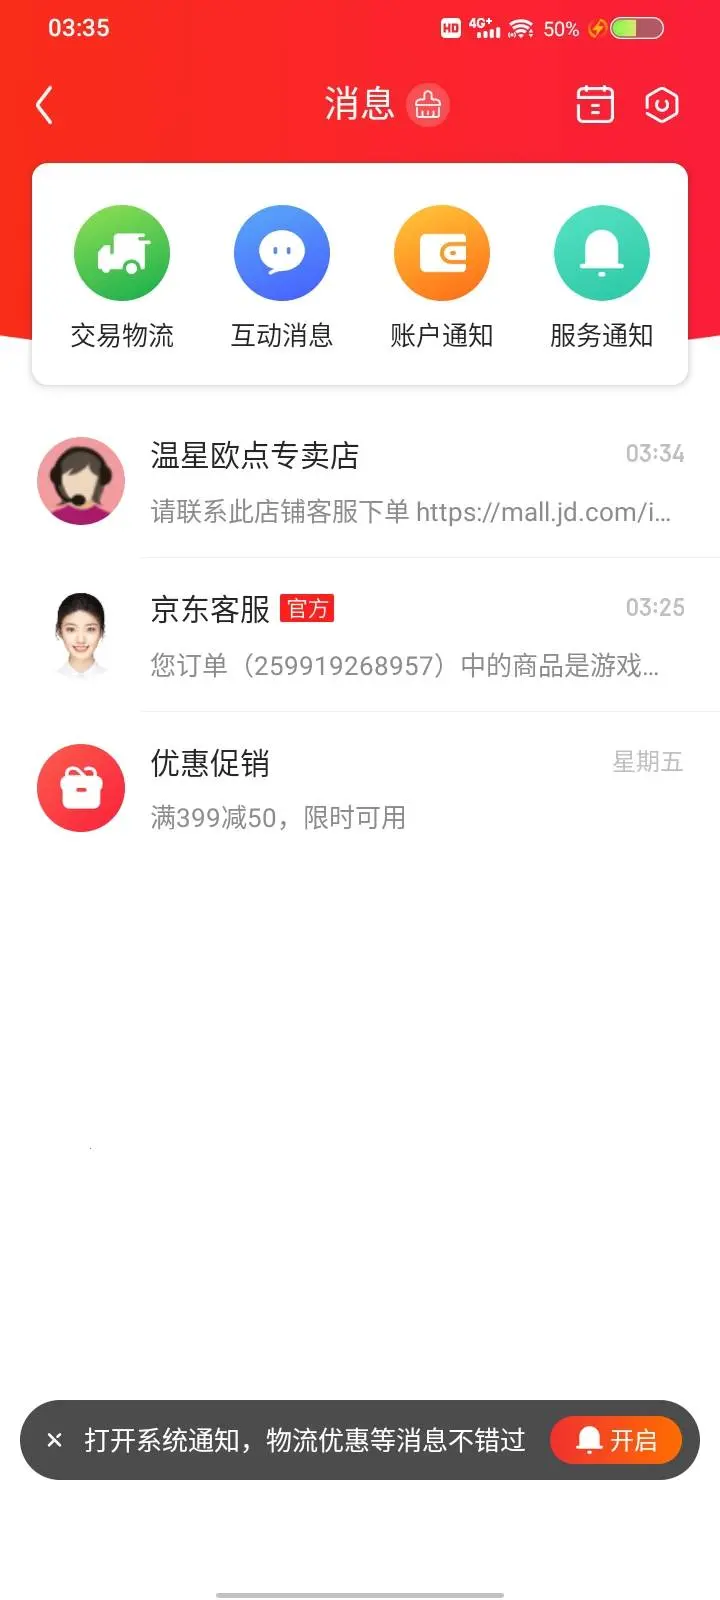 03:35 HD 4G+ 50%
消息
交易物流 互动消息 账户通知 服务通知
温星欧点专卖店 03:34
请联系此店铺客服下单 https://mall.jd.com/i...
京东客服 官方 03:25
您订单（259919268957）中的商品是游戏...
优惠促销 星期五
满399减50，限时可用
× 打开系统通知，物流优惠等消息不错过 开启